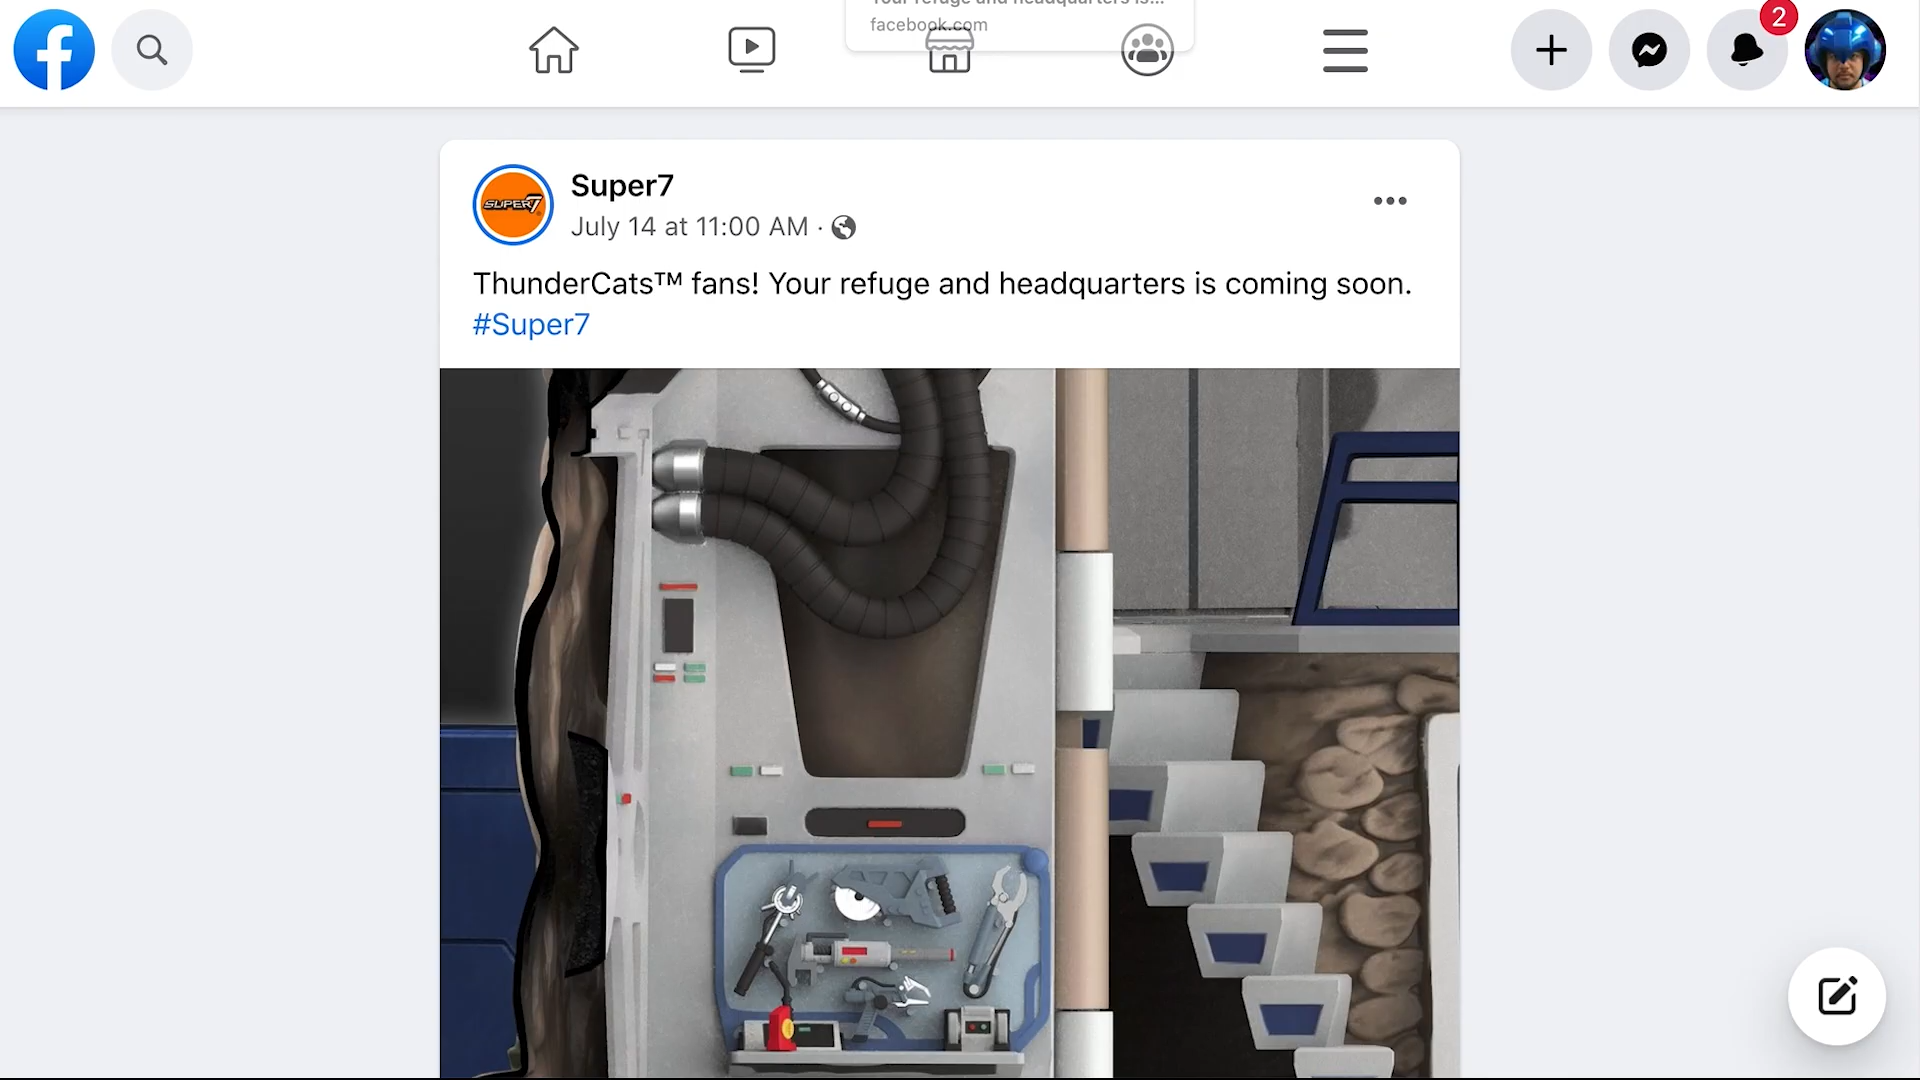 facebook.com
2
SUPER7
Super7
July 14 at 11:00 AM ·
ThunderCats™ fans! Your refuge and headquarters is coming soon.
#Super7